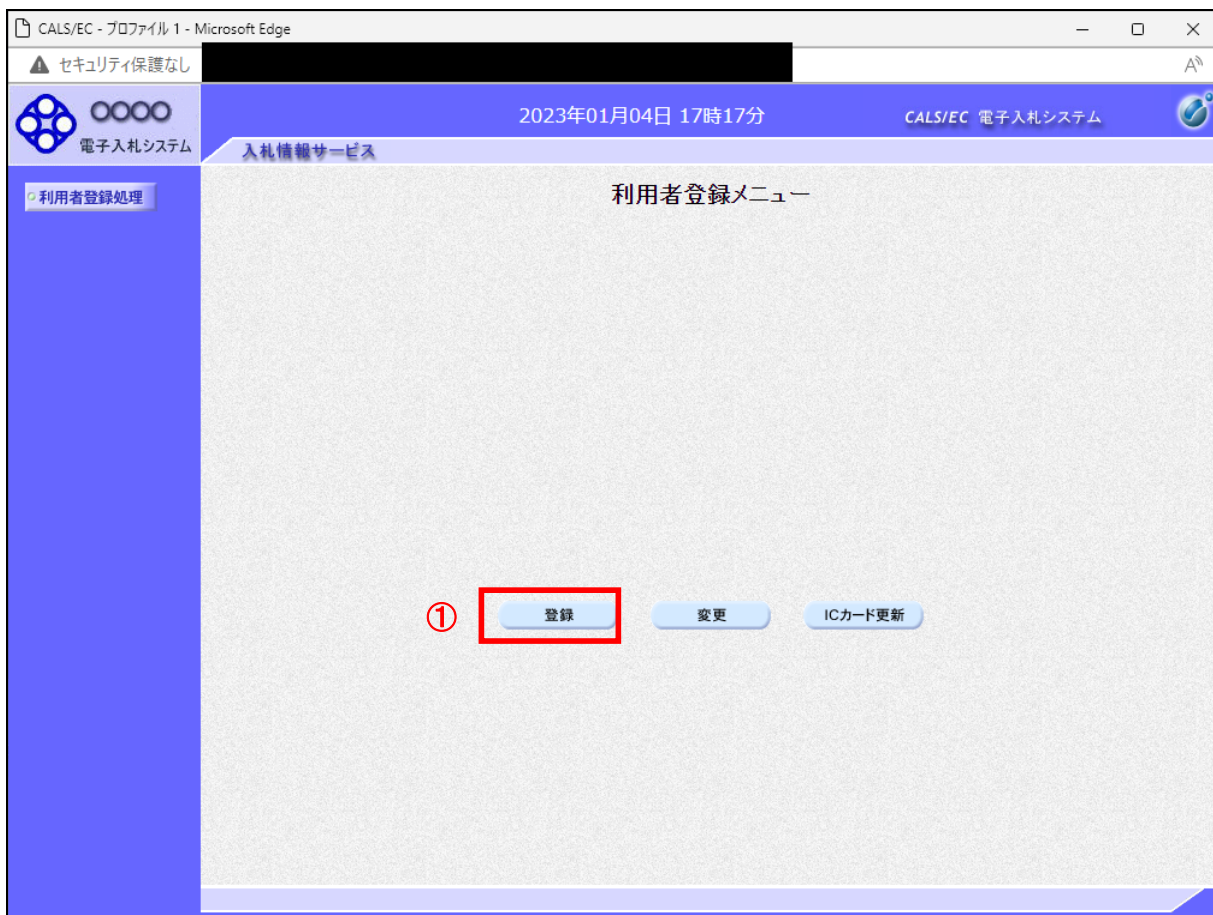 CALS/EC - プロファイル 1 - Microsoft Edge
セキュリティ保護なし
〇〇〇〇
電子入札システム
2023年01月04日 17時17分
CALS/EC 電子入札システム
入札情報サービス
利用者登録処理
利用者登録メニュー
① 登録 変更 ICカード更新